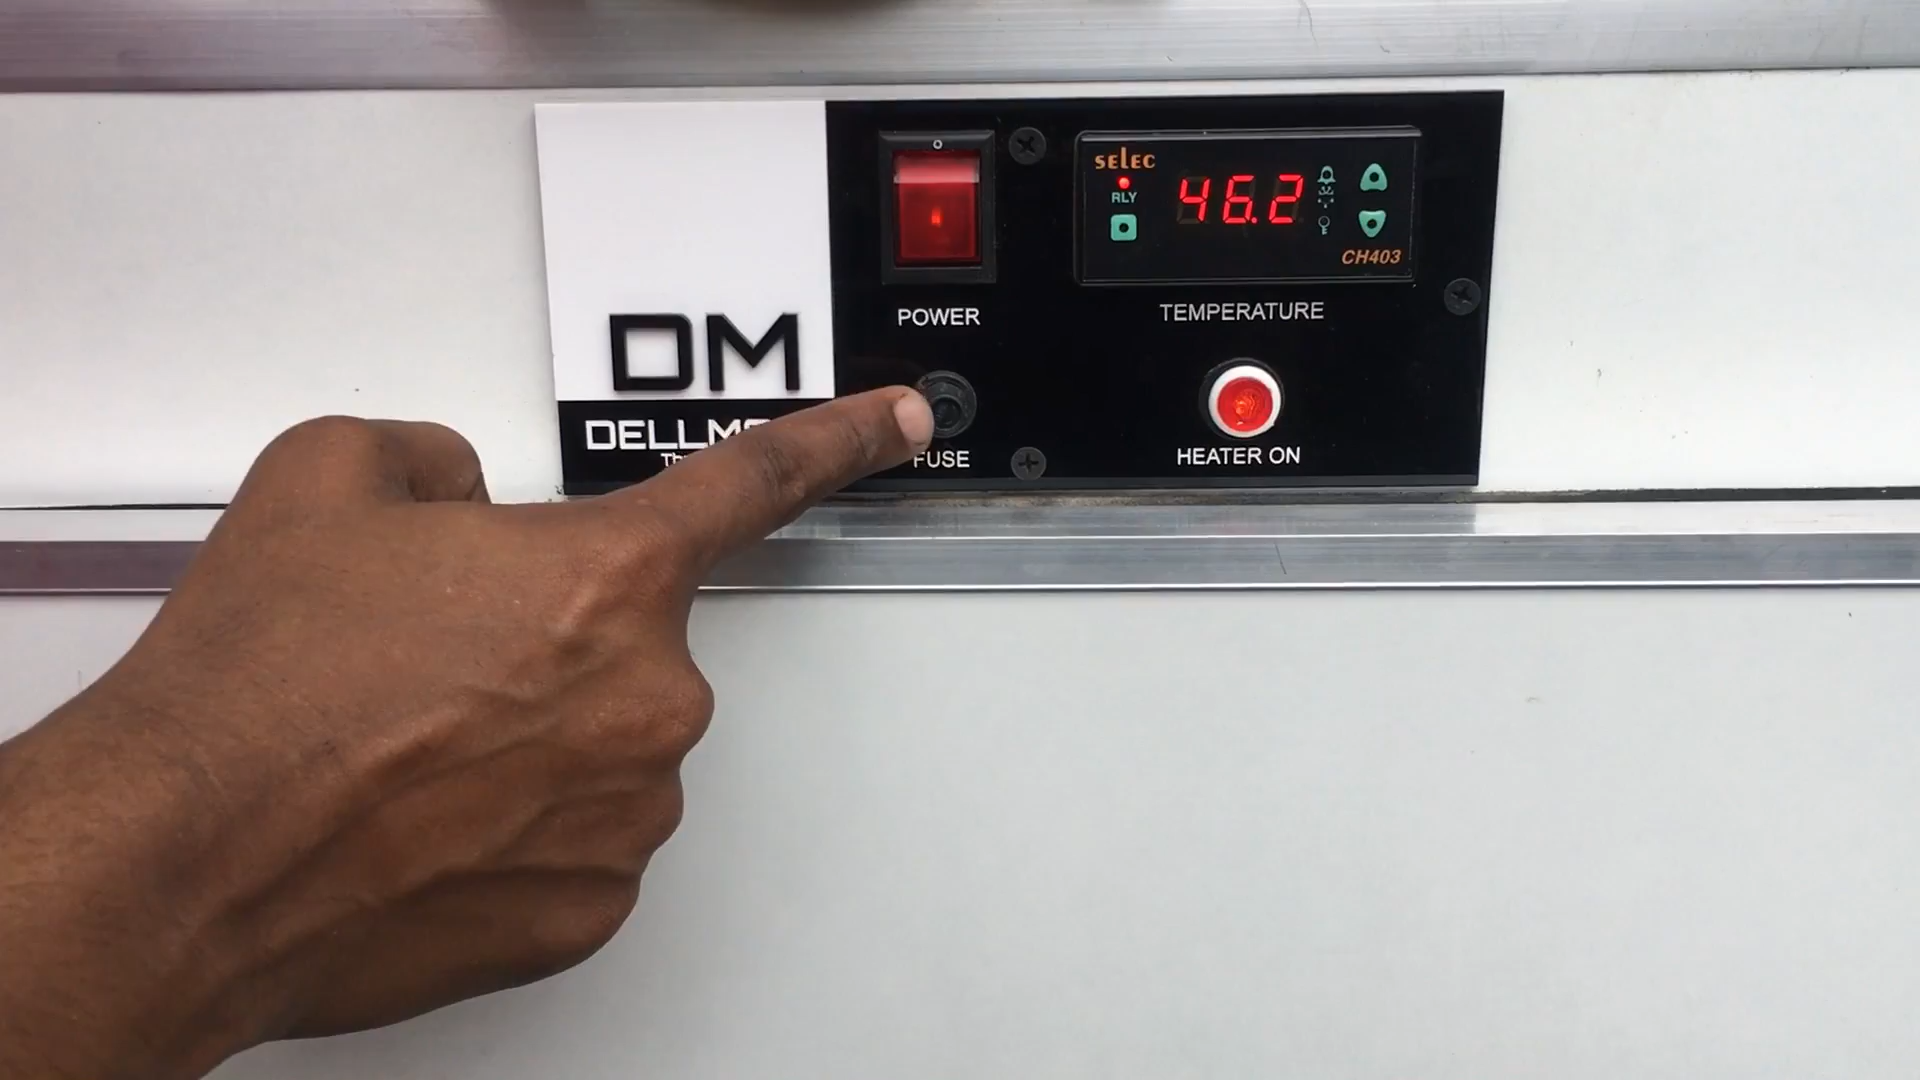 selec
RLY
46.2
CH403
POWER
TEMPERATURE
DM
FUSE
HEATER ON